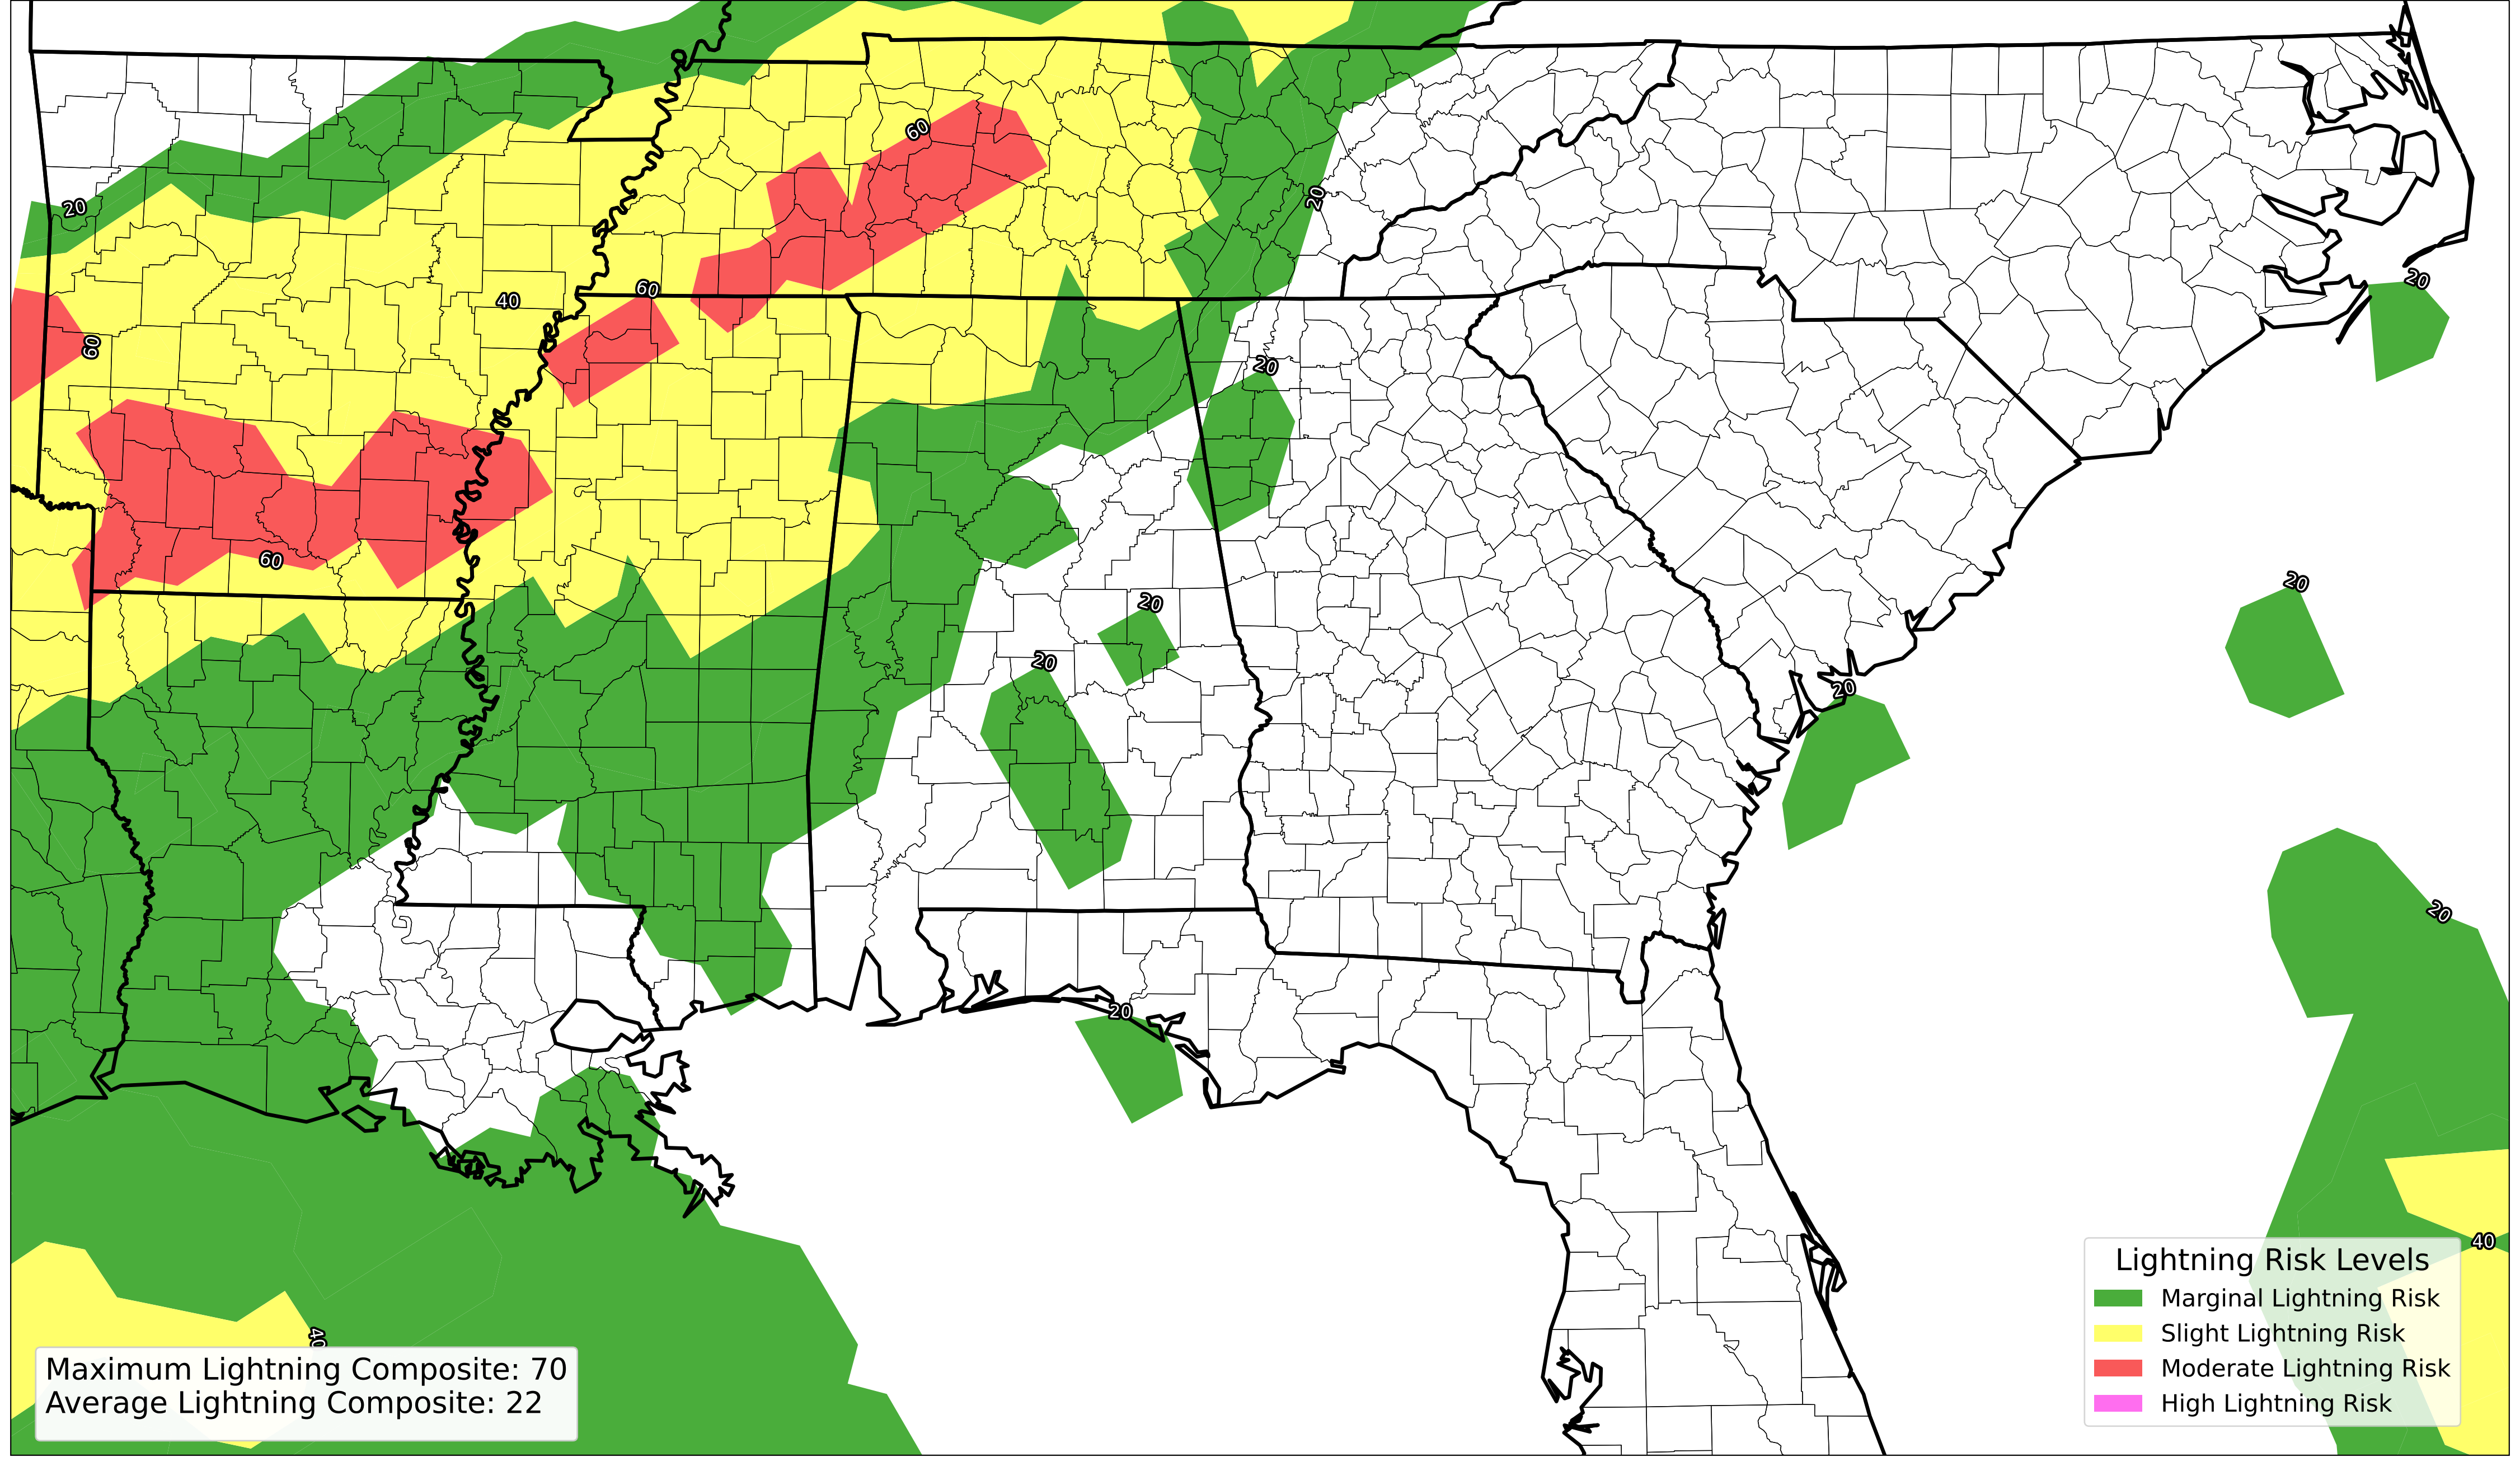 60
20
20
20
60
40
60
20
60
20
20
20
20
20
20
40
40
Lightning Risk Levels
Marginal Lightning Risk
Slight Lightning Risk
Moderate Lightning Risk
High Lightning Risk
Maximum Lightning Composite: 70
Average Lightning Composite: 22